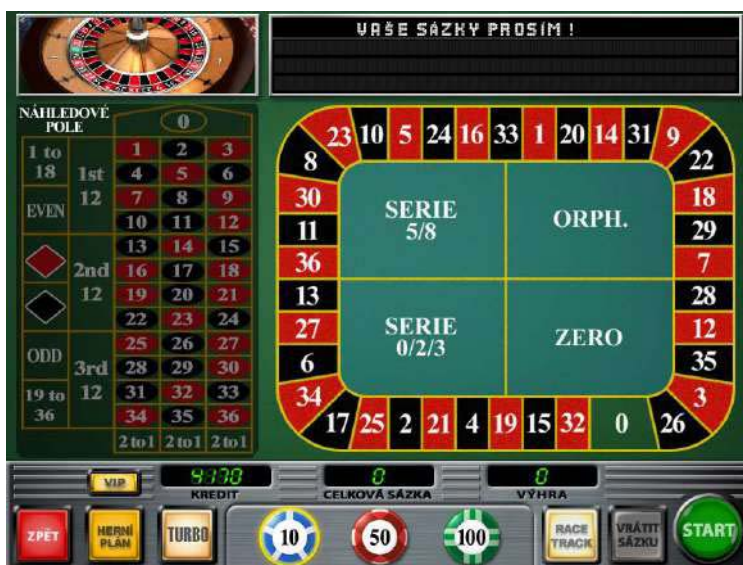 VAŠE SÁZKY PROSÍM !
NÁHLEDOVÉ
POLE
0
1 to
18
EVEN
ODD
19 to
36
1st
12
2nd
12
3rd
12
1 2 3
4 5 6
7 8 9
10 11 12
13 14 15
16 17 18
19 20 21
22 23 24
25 26 27
28 29 30
31 32 33
34 35 36
2 to 1 2 to 1 2 to 1
23 10 5 24 16 33 1 20 14 31 9
8 22
30 18
11 29
36 7
13 28
27 12
6 35
34 3
17 25 2 21 4 19 15 32 0 26
SERIE
5/8
ORPH.
SERIE
0/2/3
ZERO
VIP
4170
KREDIT
0
CELKOVÁ SÁZKA
0
VÝHRA
ZPĚT
HERNÍ
PLÁN
TURBO
10
50
100
RACE
TRACK
VRÁTIT
SÁZKU
START